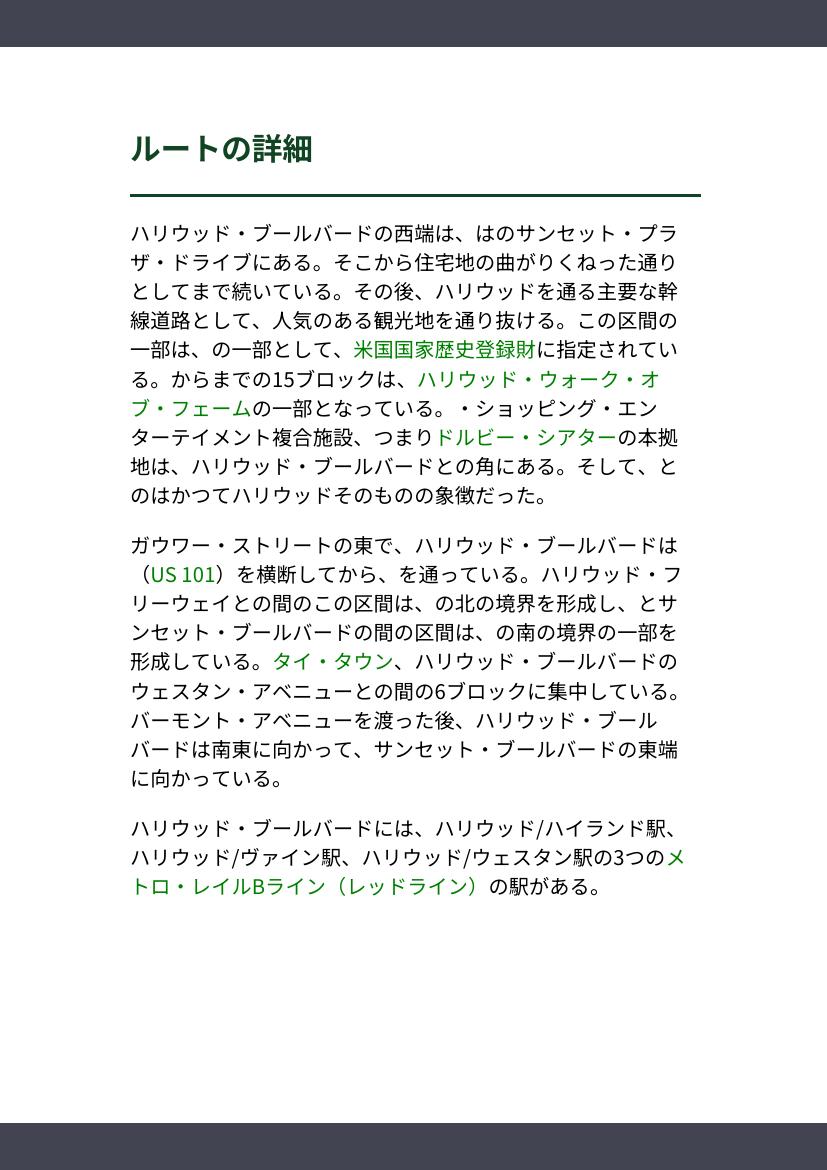 ルートの詳細
ハリウッド・ブールバードの西端は、はのサンセット・プラ
ザ・ドライブにある。そこから住宅地の曲がりくねった通り
としてまで続いている。その後、ハリウッドを通る主要な幹
線道路として、人気のある観光地を通り抜ける。この区間の
一部は、の一部として、米国国家歴史登録財に指定されてい
る。からまでの15ブロックは、ハリウッド・ウォーク・オ
ブ・フェームの一部となっている。・ショッピング・エン
ターテイメント複合施設、つまりドルビー・シアターの本拠
地は、ハリウッド・ブールバードとの角にある。そして、と
のはかつてハリウッドそのものの象徴だった。
ガウワー・ストリートの東で、ハリウッド・ブールバードは
（US 101）を横断してから、を通っている。ハリウッド・フ
リーウェイとの間のこの区間は、の北の境界を形成し、とサ
ンセット・ブールバードの間の区間は、の南の境界の一部を
形成している。タイ・タウン、ハリウッド・ブールバードの
ウェスタン・アベニューとの間の6ブロックに集中している。
バーモント・アベニューを渡った後、ハリウッド・ブール
バードは南東に向かって、サンセット・ブールバードの東端
に向かっている。
ハリウッド・ブールバードには、ハリウッド/ハイランド駅、
ハリウッド/ヴァイン駅、ハリウッド/ウェスタン駅の3つのメ
トロ・レイルBライン（レッドライン）の駅がある。